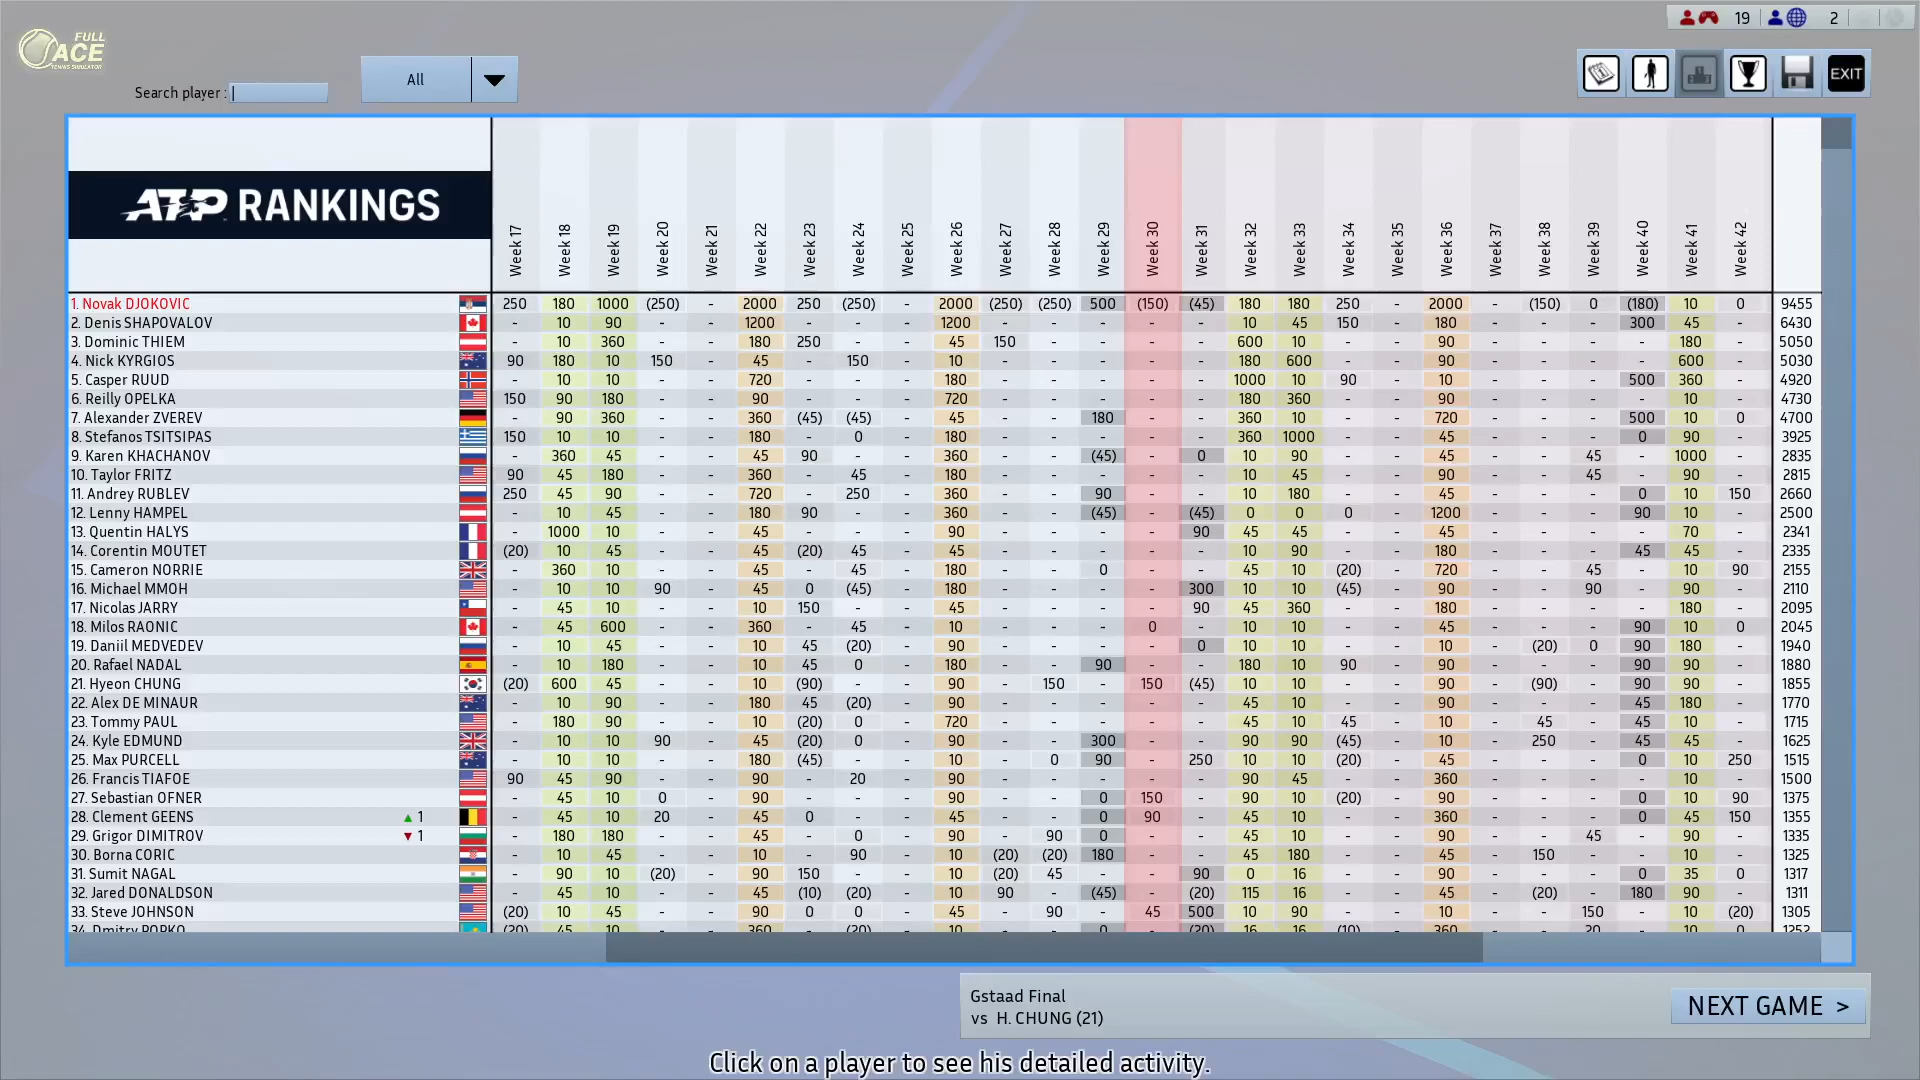 FULL
ACE
TENNIS SIMULATOR
19 2
Search player : All EXIT
ATP RANKINGS
Week 17 Week 18 Week 19 Week 20 Week 21 Week 22 Week 23 Week 24 Week 25 Week 26 Week 27 Week 28 Week 29 Week 30 Week 31 Week 32 Week 33 Week 34 Week 35 Week 36 Week 37 Week 38 Week 39 Week 40 Week 41 Week 42
1. Novak DJOKOVIC 250 180 1000 (250) - 2000 250 (250) - 2000 (250) (250) 500 (150) (45) 180 180 250 - 2000 - (150) 0 (180) 10 0 9455
2. Denis SHAPOVALOV - 10 90 - - 1200 - - - 1200 - - - - - 10 45 150 - 180 - - - 300 45 - 6430
3. Dominic THIEM - 10 360 - - 180 250 - - 45 150 - - - - 600 10 - - 90 - - - - 180 - 5050
4. Nick KYRGIOS 90 180 10 150 - 45 - 150 - 10 - - - - - 180 600 - - 90 - - - - 600 - 5030
5. Casper RUUD - 10 10 - - 720 - - - 180 - - - - - 1000 10 90 - 10 - - - 500 360 - 4920
6. Reilly OPELKA 150 90 180 - - 90 - - - 720 - - - - - 180 360 - - 90 - - - - 10 - 4730
7. Alexander ZVEREV - 90 360 - - 360 (45) (45) - 45 - - 180 - - 360 10 - - 720 - - - 500 10 0 4700
8. Stefanos TSITSIPAS 150 10 10 - - 180 - 0 - 180 - - - - - 360 1000 - - 45 - - - 0 90 - 3925
9. Karen KHACHANOV - 360 45 - - 45 90 - - 360 - - (45) - 0 10 90 - - 45 - - 45 - 1000 - 2835
10. Taylor FRITZ 90 45 180 - - 360 - 45 - 180 - - - - - 10 45 - - 10 - - 45 - 90 - 2815
11. Andrey RUBLEV 250 45 90 - - 720 - 250 - 360 - - 90 - - 10 180 - - 45 - - - 0 10 150 2660
12. Lenny HAMPEL - 10 45 - - 180 90 - - 360 - - (45) - (45) 0 0 0 - 1200 - - - 90 10 - 2500
13. Quentin HALYS - 1000 10 - - 45 - - - 90 - - - - 90 45 45 - - 45 - - - - 70 - 2341
14. Corentin MOUTET (20) 10 45 - - 45 (20) 45 - 45 - - - - - 10 90 - - 180 - - - 45 45 - 2335
15. Cameron NORRIE - 360 10 - - 45 - 45 - 180 - - 0 - - 45 10 (20) - 720 - - 45 - 10 90 2155
16. Michael MMOH - 10 10 90 - 45 0 (45) - 180 - - - - 300 10 10 (45) - 90 - - 90 - 90 - 2110
17. Nicolas JARRY - 45 10 - - 10 150 - - 45 - - - - 90 45 360 - - 180 - - - - 180 - 2095
18. Milos RAONIC - 45 600 - - 360 - 45 - 10 - - - 0 - 10 10 - - 45 - - - 90 10 0 2045
19. Daniil MEDVEDEV - 10 45 - - 10 45 (20) - 90 - - - - 0 10 10 - - 10 - (20) 0 90 180 - 1940
20. Rafael NADAL - 10 180 - - 10 45 0 - 180 - - 90 - - 180 10 90 - 90 - - - 90 90 - 1880
21. Hyeon CHUNG (20) 600 45 - - 10 (90) - - 90 - 150 - 150 (45) 10 10 - - 90 - (90) - 90 90 - 1855
22. Alex DE MINAUR - 10 90 - - 180 45 (20) - 90 - - - - - 45 10 - - 10 - - - 45 180 - 1770
23. Tommy PAUL - 180 90 - - 10 (20) 0 - 720 - - - - - 45 10 45 - 10 - 45 - 45 10 - 1715
24. Kyle EDMUND - 10 10 90 - 45 (20) 0 - 90 - - 300 - - 90 90 (45) - 10 - 250 - 45 45 - 1625
25. Max PURCELL - 10 10 - - 180 (45) - - 10 - 0 90 - 250 10 10 (20) - 45 - - - 0 10 250 1515
26. Francis TIAFOE 90 45 90 - - 90 - 20 - 10 - - - - - 90 45 - - 360 - - - - 10 - 1500
27. Sebastian OFNER - 45 10 0 - 90 - - - 90 - - 0 150 - 90 10 (20) - 90 - - - 0 10 90 1375
28. Clement GEENS ▲ 1 - 45 10 20 - 45 0 - - 45 - - 0 90 - 45 10 - - 360 - - - 0 45 150 1355
29. Grigor DIMITROV ▼ 1 - 180 180 - - 45 - 0 - 90 - 90 0 - - 45 10 - - 90 - - 45 - 90 - 1335
30. Borna CORIC - 10 45 - - 10 - 90 - 10 (20) (20) 180 - - 45 180 - - 45 - 150 - - 10 - 1325
31. Sumit NAGAL - 90 10 (20) - 90 150 - - 10 (20) 45 - - 90 0 16 - - 90 - - - 0 35 0 1317
32. Jared DONALDSON - 45 10 - - 45 (10) (20) - 10 90 - (45) - (20) 115 16 - - 45 - (20) - 180 90 - 1311
33. Steve JOHNSON (20) 10 45 - - 90 0 0 - 45 - 90 - 45 500 10 90 - - 10 - - 150 - 10 (20) 1305
34. Dmitry POPKO (20) 45 10 - - 360 - (20) - 10 - - 0 - (20) 16 16 (10) - 360 - - 20 - 10 0 1252
Gstaad Final
vs H. CHUNG (21)
NEXT GAME >
Click on a player to see his detailed activity.